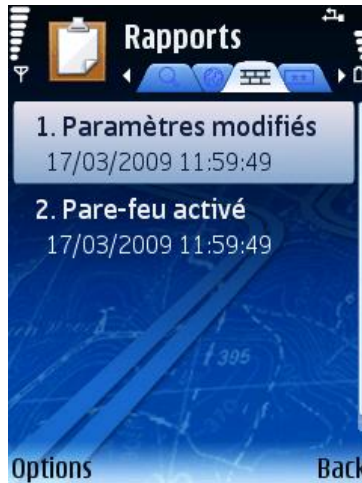 Rapports
1. Paramètres modifiés
17/03/2009 11:59:49
2. Pare-feu activé
17/03/2009 11:59:49
395
Options
Back